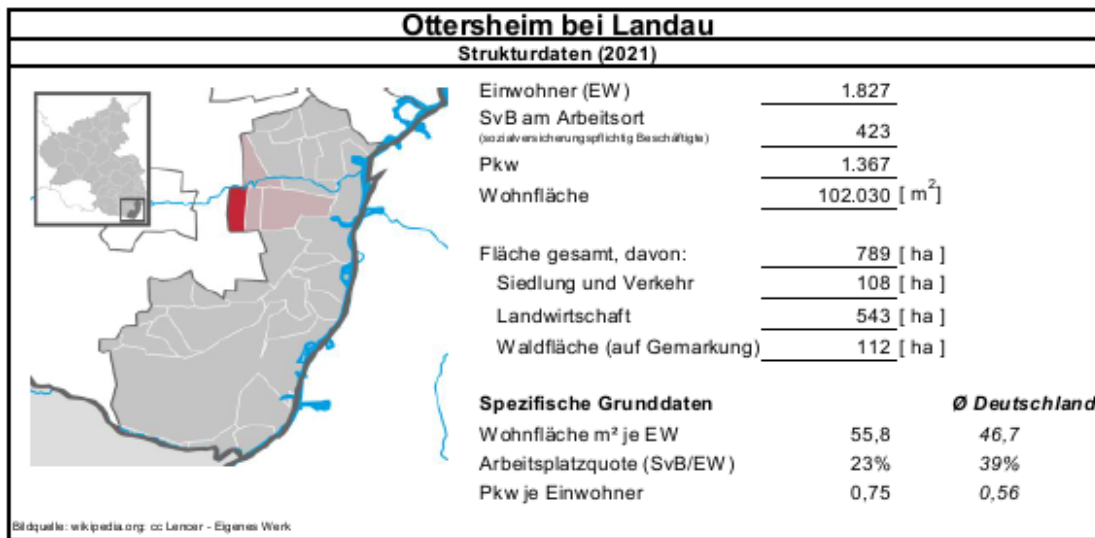 Ottersheim bei Landau
Strukturdaten (2021)
Einwohner (EW) 1.827
SvB am Arbeitsort 423
(sozialversicherungspflichtig Beschäftigte)
Pkw 1.367
Wohnfläche 102.030 [ m²]
Fläche gesamt, davon: 789 [ ha ]
Siedlung und Verkehr 108 [ ha ]
Landwirtschaft 543 [ ha ]
Waldfläche (auf Gemarkung) 112 [ ha ]
Spezifische Grunddaten Ø Deutschland
Wohnfläche m² je EW 55,8 46,7
Arbeitsplatzquote (SvB/EW) 23% 39%
Pkw je Einwohner 0,75 0,56
Bildquelle: wikipedia.org: cc Lencer - Eigenes Werk